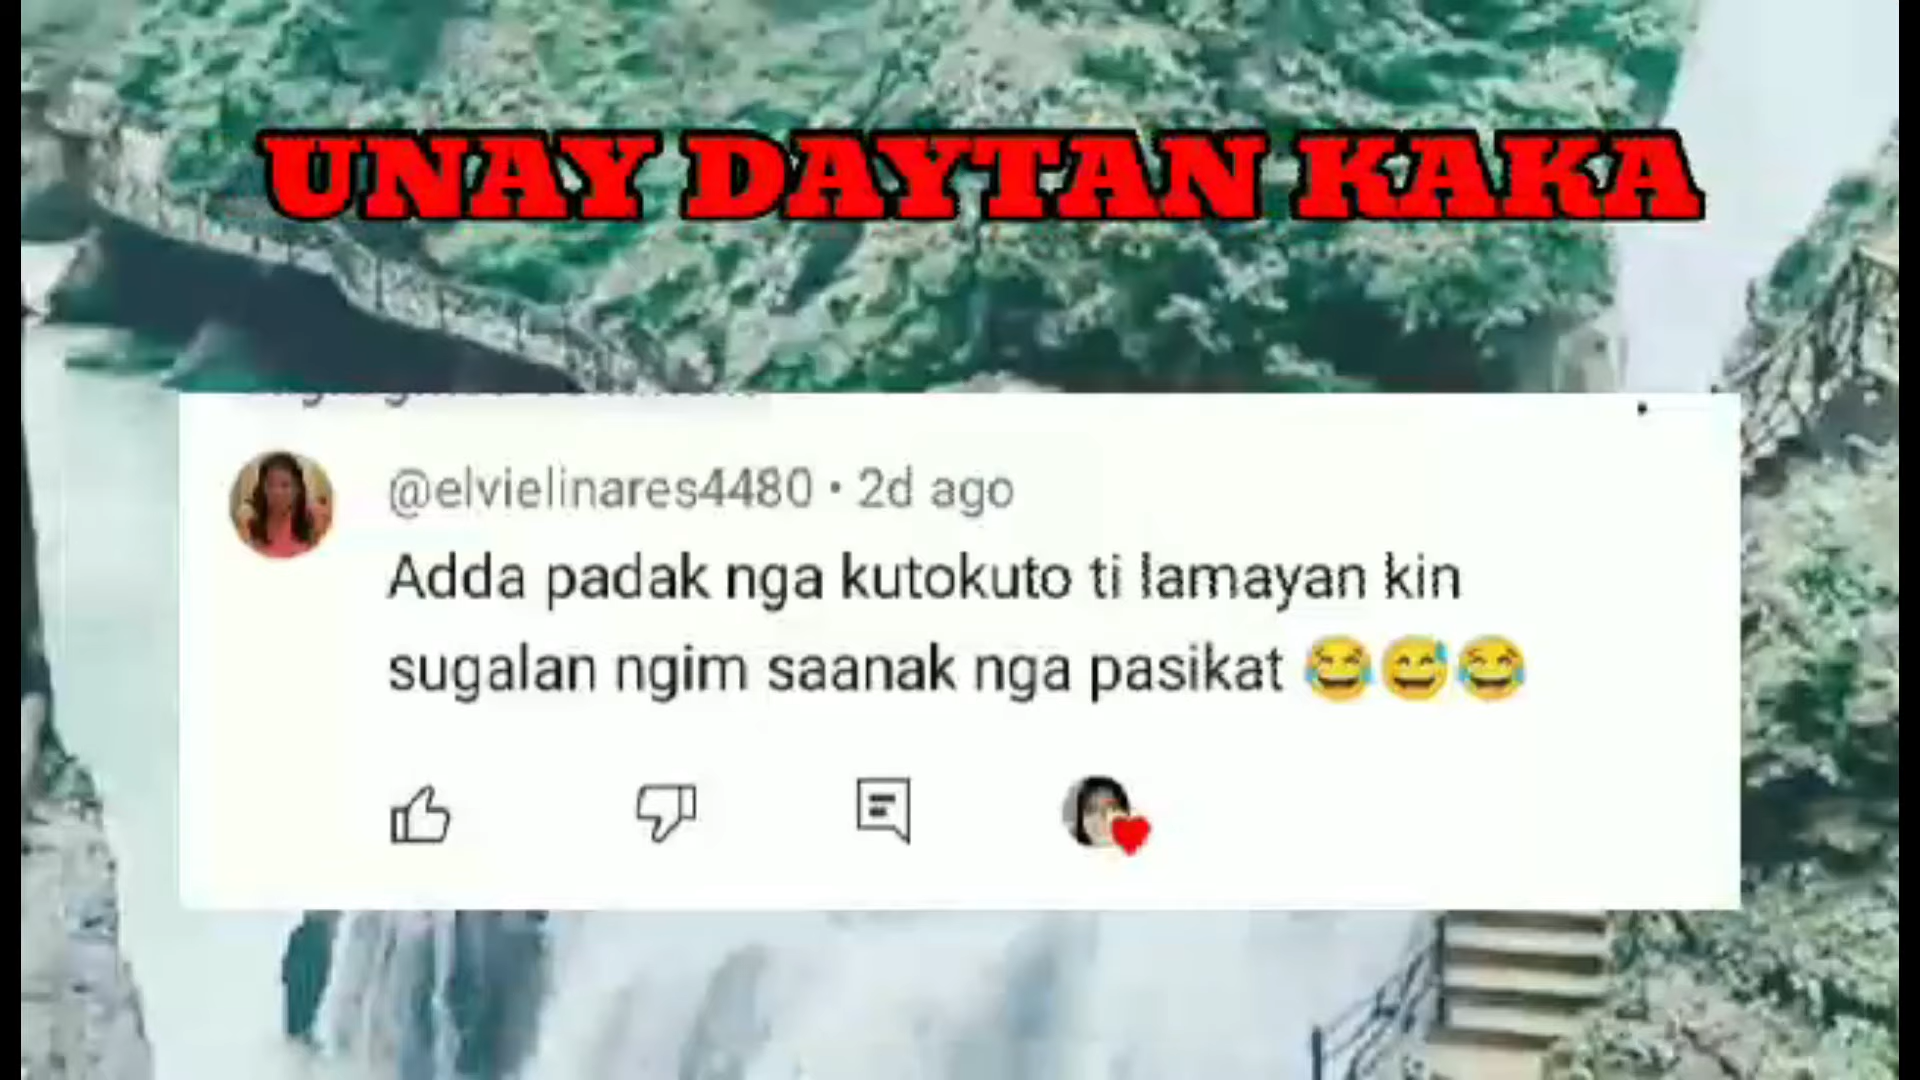 UNAY DAYTAN KAKA
@elvielinares4480 • 2d ago
Adda padak nga kutokuto ti lamayan kin
sugalan ngim saanak nga pasikat 😂😅😂